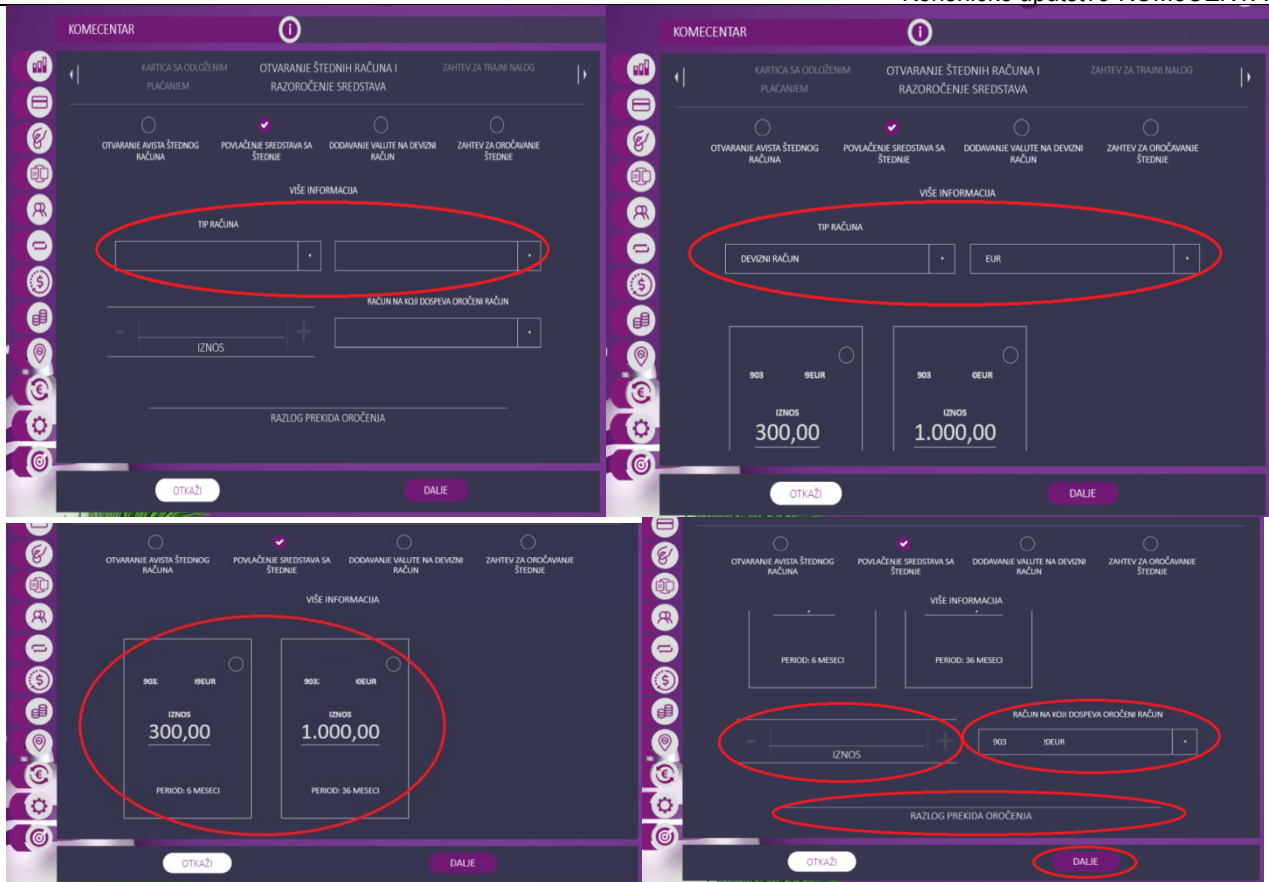 KOMECENTAR
KARTICA SA ODLOŽENIM PLAĆANJEM
OTVARANJE ŠTEDNIH RAČUNA I RAZOROČENJE SREDSTAVA
ZAHTEV ZA TRAJNI NALOG
OTVARANJE AVISTA ŠTEDNOG RAČUNA
POVLAČENJE SREDSTAVA SA ŠTEDNJE
DODAVANJE VALUTE NA DEVIZNI RAČUN
ZAHTEV ZA OROČAVANJE ŠTEDNJE
VIŠE INFORMACIJA
TIP RAČUNA
RAČUN NA KOJI DOSPEVA OROČENI RAČUN
- +
IZNOS
RAZLOG PREKIDA OROČENJA
OTKAŽI
DALJE
KOMECENTAR
KARTICA SA ODLOŽENIM PLAĆANJEM
OTVARANJE ŠTEDNIH RAČUNA I RAZOROČENJE SREDSTAVA
ZAHTEV ZA TRAJNI NALOG
OTVARANJE AVISTA ŠTEDNOG RAČUNA
POVLAČENJE SREDSTAVA SA ŠTEDNJE
DODAVANJE VALUTE NA DEVIZNI RAČUN
ZAHTEV ZA OROČAVANJE ŠTEDNJE
VIŠE INFORMACIJA
TIP RAČUNA
DEVIZNI RAČUN
EUR
903 9EUR
IZNOS
300,00
903 0EUR
IZNOS
1.000,00
OTKAŽI
DALJE
OTVARANJE AVISTA ŠTEDNOG RAČUNA
POVLAČENJE SREDSTAVA SA ŠTEDNJE
DODAVANJE VALUTE NA DEVIZNI RAČUN
ZAHTEV ZA OROČAVANJE ŠTEDNJE
VIŠE INFORMACIJA
903 9EUR
IZNOS
300,00
PERIOD: 6 MESECI
903 0EUR
IZNOS
1.000,00
PERIOD: 36 MESECI
OTKAŽI
DALJE
OTVARANJE AVISTA ŠTEDNOG RAČUNA
POVLAČENJE SREDSTAVA SA ŠTEDNJE
DODAVANJE VALUTE NA DEVIZNI RAČUN
ZAHTEV ZA OROČAVANJE ŠTEDNJE
VIŠE INFORMACIJA
PERIOD: 6 MESECI
PERIOD: 36 MESECI
RAČUN NA KOJI DOSPEVA OROČENI RAČUN
- +
IZNOS
903 0EUR
RAZLOG PREKIDA OROČENJA
OTKAŽI
DALJE